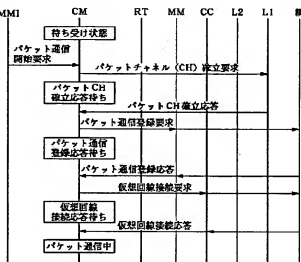 MMI CM RT MM CC L2 L1 網
待ち受け状態
パケット通信
開始要求
パケットチャネル（CH）確立要求
パケットCH
確立応答待ち
パケットCH確立応答
パケット通信登録要求
パケット通信
登録応答待ち
パケット通信登録応答
仮想回線接続要求
仮想回線
接続応答待ち
仮想回線接続応答
パケット通信中